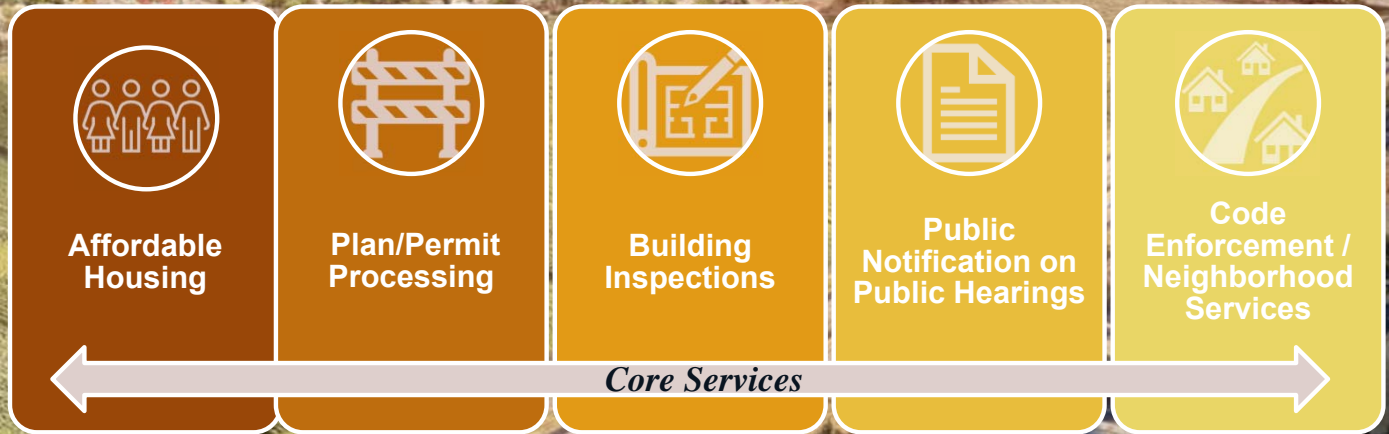 Affordable
Housing
Plan/Permit
Processing
Building
Inspections
Public
Notification on
Public Hearings
Code
Enforcement /
Neighborhood
Services
Core Services